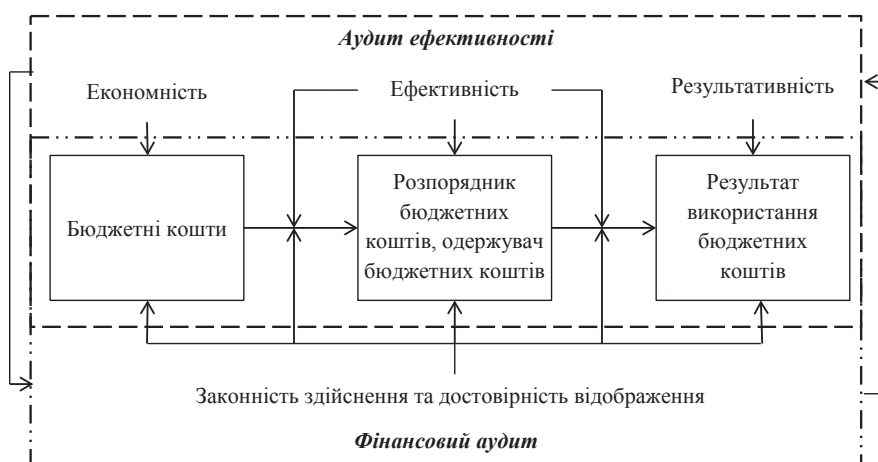 Аудит ефективності
Економність
Ефективність
Результативність
Бюджетні кошти
Розпорядник
бюджетних
коштів, одержувач
бюджетних коштів
Результат
використання
бюджетних
коштів
Законність здійснення та достовірність відображення
Фінансовий аудит